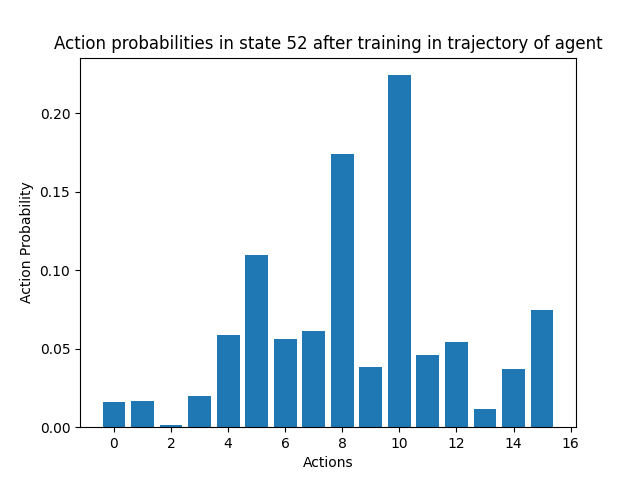 Action probabilities in state 52 after training in trajectory of agent
Action Probability
0.20
0.15
0.10
0.05
0.00
0 2 4 6 8 10 12 14 16
Actions